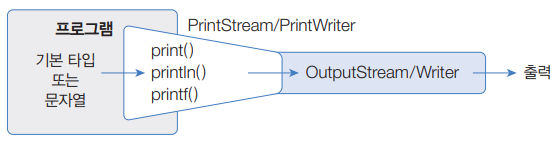 프로그램
PrintStream/PrintWriter
기본 타입
또는
문자열
print()
println()
printf()
OutputStream/Writer
출력